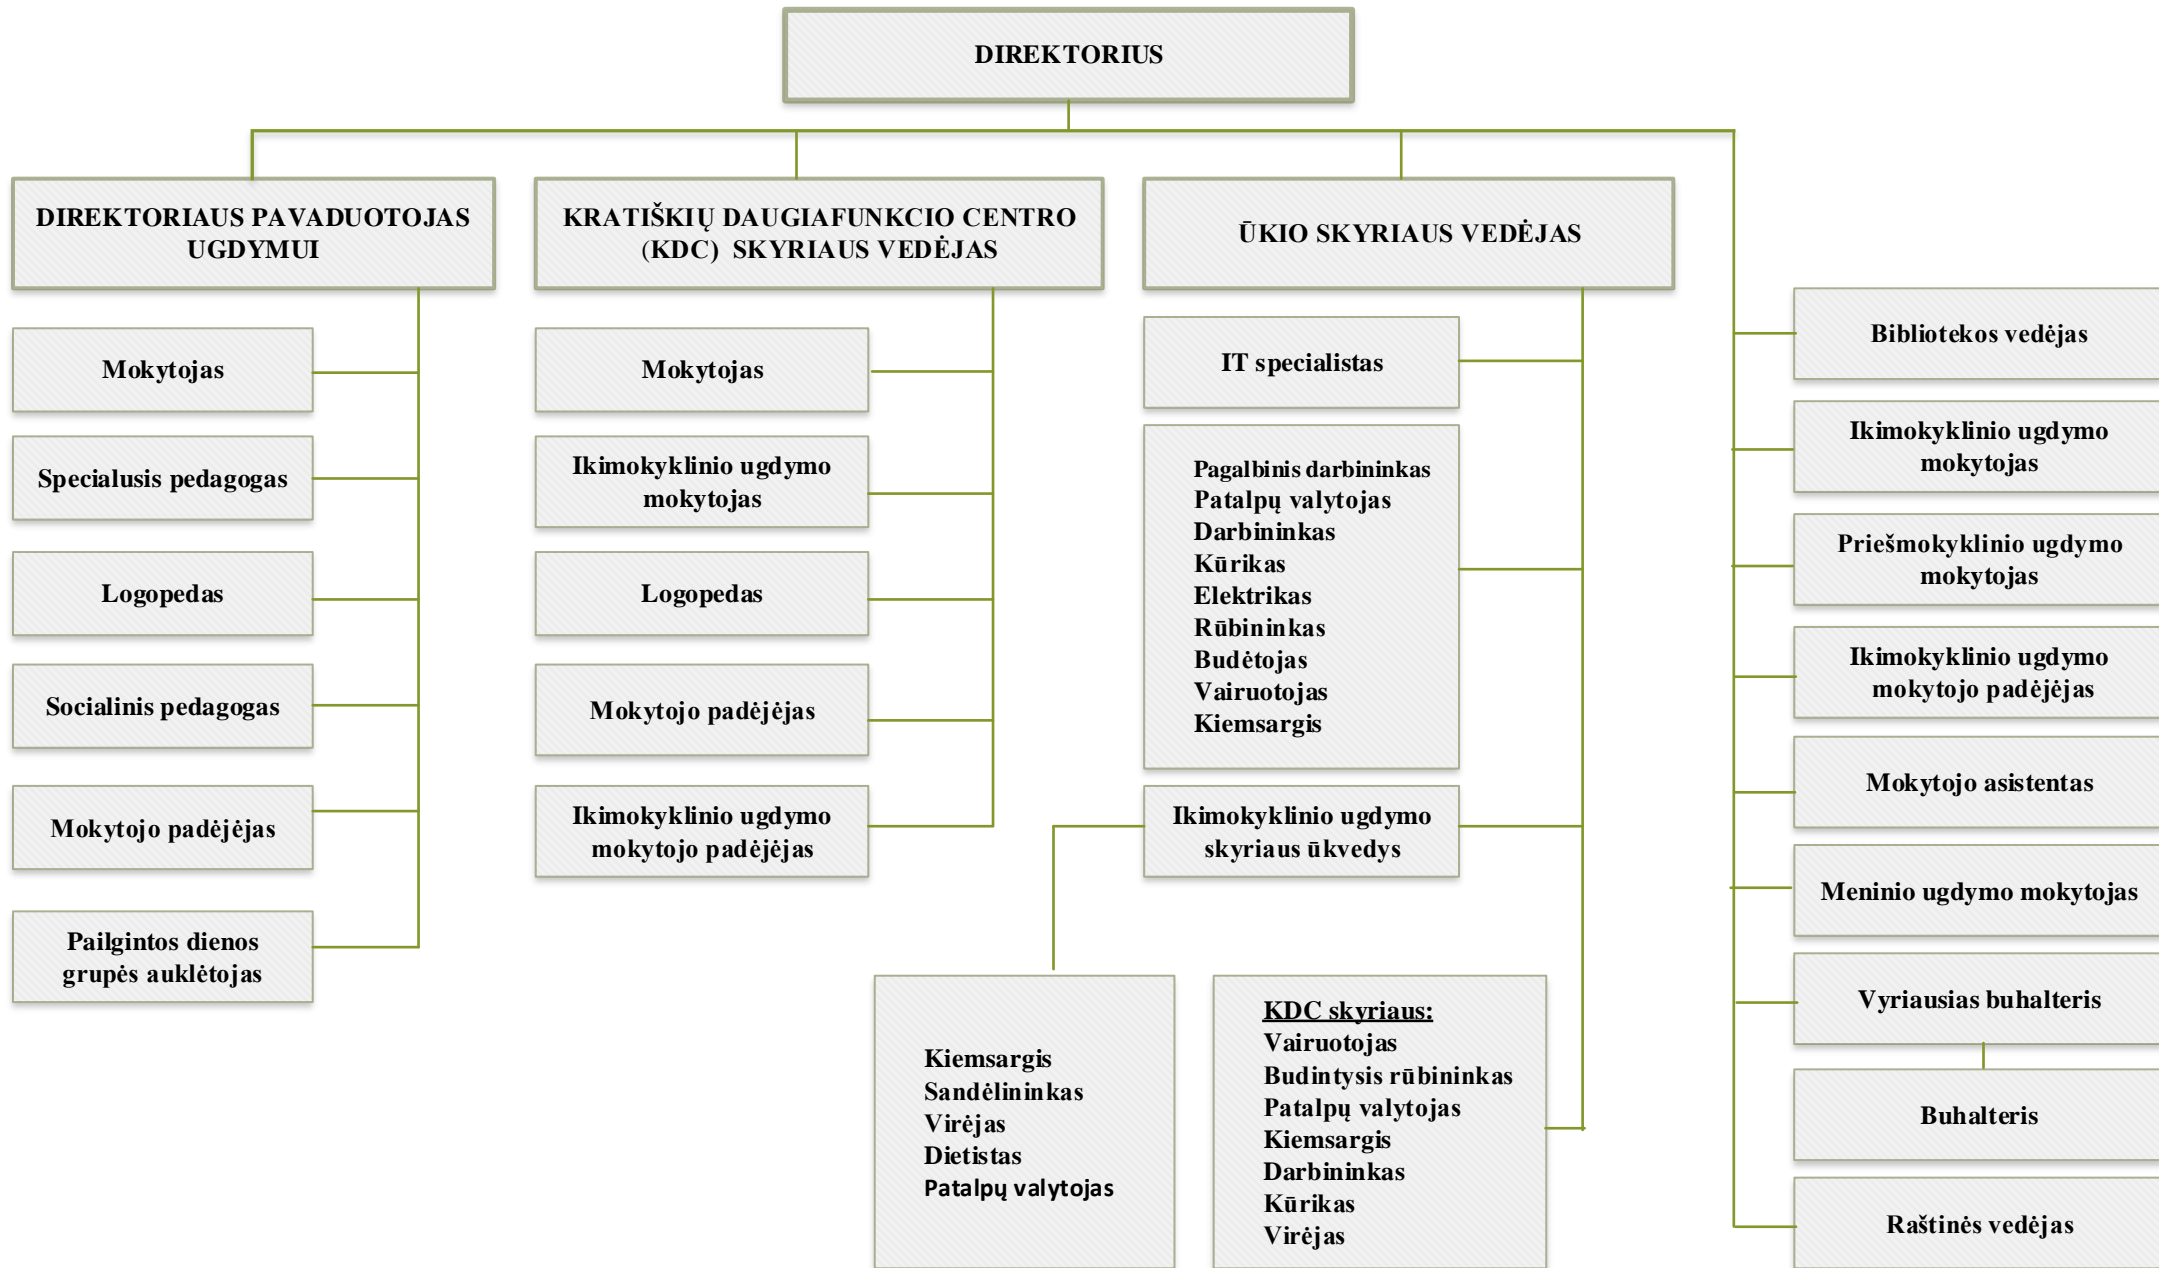 DIREKTORIUS
DIREKTORIAUS PAVADUOTOJAS
UGDYMUI
KRATIŠKIŲ DAUGIAFUNKCIO CENTRO
(KDC) SKYRIAUS VEDĖJAS
ŪKIO SKYRIAUS VEDĖJAS
Mokytojas
Specialusis pedagogas
Logopedas
Socialinis pedagogas
Mokytojo padėjėjas
Pailgintos dienos
grupės auklėtojas
Mokytojas
Ikimokyklinio ugdymo
mokytojas
Logopedas
Mokytojo padėjėjas
Ikimokyklinio ugdymo
mokytojo padėjėjas
IT specialistas
Pagalbinis darbininkas
Patalpų valytojas
Darbininkas
Kūrikas
Elektrikas
Rūbininkas
Budėtojas
Vairuotojas
Kiemsargis
Ikimokyklinio ugdymo
skyriaus ūkvedys
Kiemsargis
Sandėlininkas
Virėjas
Dietistas
Patalpų valytojas
KDC skyriaus:
Vairuotojas
Budintysis rūbininkas
Patalpų valytojas
Kiemsargis
Darbininkas
Kūrikas
Virėjas
Bibliotekos vedėjas
Ikimokyklinio ugdymo
mokytojas
Priešmokyklinio ugdymo
mokytojas
Ikimokyklinio ugdymo
mokytojo padėjėjas
Mokytojo asistentas
Meninio ugdymo mokytojas
Vyriausias buhalteris
Buhalteris
Raštinės vedėjas